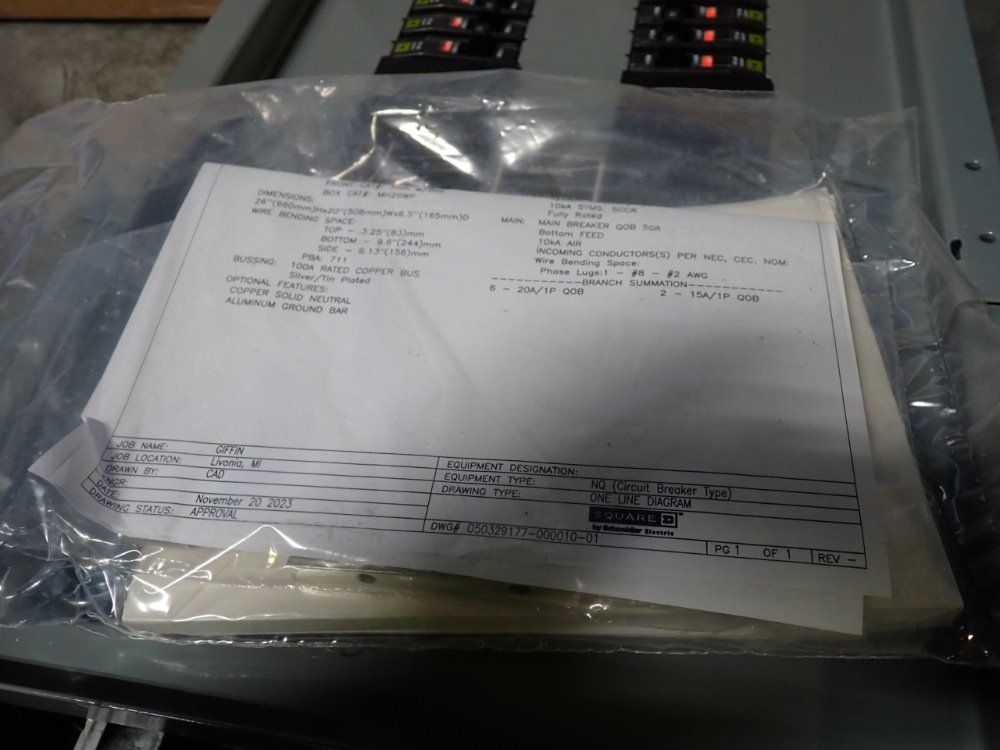 FRONT CAT#:
BOX CAT#: MH26WP
DIMENSIONS:
26"(660mm)Hx20"(508mm)Wx6.5"(165mm)D
WIRE BENDING SPACE:
TOP - 3.25"(83)mm
BOTTOM - 9.6"(244)mm
SIDE - 6.13"(156)mm
PBA: 711
BUSSING: 100A RATED COPPER BUS
Silver/Tin Plated
OPTIONAL FEATURES:
COPPER SOLID NEUTRAL
ALUMINUM GROUND BAR
10kA SYMS. SCCR
Fully Rated
MAIN: MAIN BREAKER QOB 50A
Bottom FEED
10kA AIR
INCOMING CONDUCTORS(S) PER NEC, CEC, NOM:
Wire Bending Space:
Phase Lugs:1 - #8 - #2 AWG
------------BRANCH SUMMATION------------
6 - 20A/1P QOB 2 - 15A/1P QOB
JOB NAME: GIFFIN
JOB LOCATION: Livonia, MI
DRAWN BY: CAD
ENGR:
DATE: November 20 2023
DRAWING STATUS: APPROVAL
EQUIPMENT DESIGNATION:
EQUIPMENT TYPE: NQ (Circuit Breaker Type)
DRAWING TYPE: ONE LINE DIAGRAM
SQUARE D
by Schneider Electric
DWG# 050329177-000010-01
PG 1 OF 1 REV -